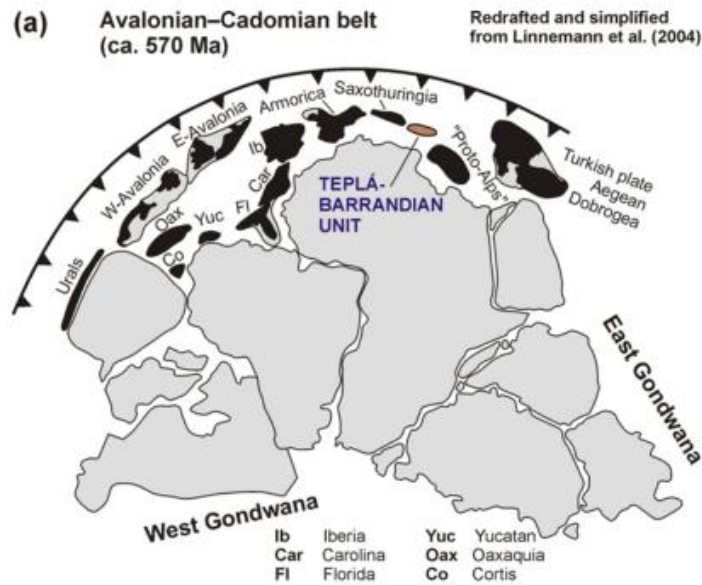 (a)
Avalonian–Cadomian belt
(ca. 570 Ma)
Redrafted and simplified
from Linnemann et al. (2004)
Saxothuringia
Armorica
E-Avalonia
W-Avalonia
Ib
Car
Fl
Yuc
Oax
Co
Urals
"Proto-Alps"
Turkish plate
Aegean
Dobrogea
TEPLÁ-
BARRANDIAN
UNIT
East Gondwana
West Gondwana
Ib Iberia
Car Carolina
Fl Florida
Yuc Yucatan
Oax Oaxaquia
Co Cortis